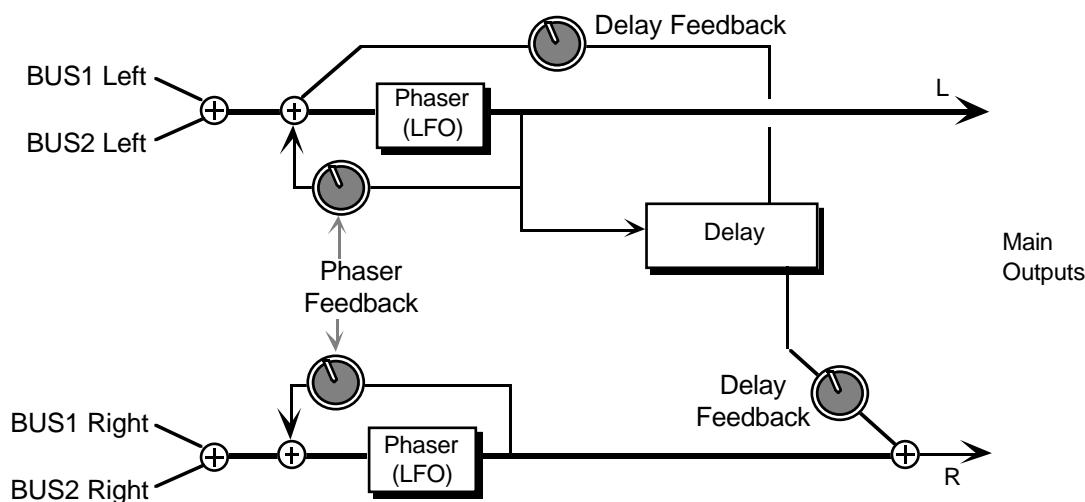 Delay Feedback
BUS1 Left
BUS2 Left
Phaser
(LFO)
L
Delay
Main
Outputs
Phaser
Feedback
Delay
Feedback
BUS1 Right
BUS2 Right
Phaser
(LFO)
R